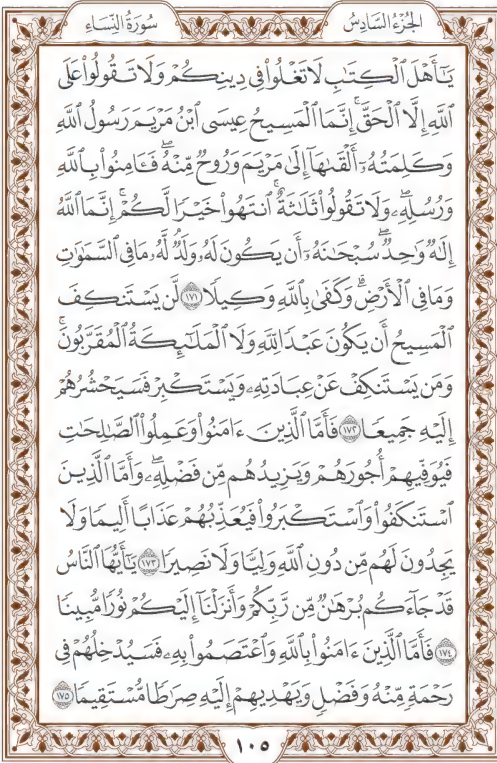 الجُزْءُ السَّادِسُ سُورَةُ النِّسَاءِ
يَـٰٓأَهْلَ ٱلْكِتَـٰبِ لَا تَغْلُوا۟ فِى دِينِكُمْ وَلَا تَقُولُوا۟ عَلَى
ٱللَّهِ إِلَّا ٱلْحَقَّ ۚ إِنَّمَا ٱلْمَسِيحُ عِيسَى ٱبْنُ مَرْيَمَ رَسُولُ ٱللَّهِ
وَكَلِمَتُهُۥٓ أَلْقَىٰهَآ إِلَىٰ مَرْيَمَ وَرُوحٌ مِّنْهُ ۖ فَـَٔامِنُوا۟ بِٱللَّهِ
وَرُسُلِهِۦ ۖ وَلَا تَقُولُوا۟ ثَلَـٰثَةٌ ۚ ٱنتَهُوا۟ خَيْرًا لَّكُمْ ۚ إِنَّمَا ٱللَّهُ
إِلَـٰهٌ وَٰحِدٌ ۖ سُبْحَـٰنَهُۥٓ أَن يَكُونَ لَهُۥ وَلَدٌ ۘ لَّهُۥ مَا فِى ٱلسَّمَـٰوَٰتِ
وَمَا فِى ٱلْأَرْضِ ۗ وَكَفَىٰ بِٱللَّهِ وَكِيلًا ١٧١ لَّن يَسْتَنكِفَ
ٱلْمَسِيحُ أَن يَكُونَ عَبْدًا لِّلَّهِ وَلَا ٱلْمَلَـٰٓئِكَةُ ٱلْمُقَرَّبُونَ ۚ
وَمَن يَسْتَنكِفْ عَنْ عِبَادَتِهِۦ وَيَسْتَكْبِرْ فَسَيَحْشُرُهُمْ
إِلَيْهِ جَمِيعًا ١٧٢ فَأَمَّا ٱلَّذِينَ ءَامَنُوا۟ وَعَمِلُوا۟ ٱلصَّـٰلِحَـٰتِ
فَيُوَفِّيهِمْ أُجُورَهُمْ وَيَزِيدُهُم مِّن فَضْلِهِۦ ۖ وَأَمَّا ٱلَّذِينَ
ٱسْتَنكَفُوا۟ وَٱسْتَكْبَرُوا۟ فَيُعَذِّبُهُمْ عَذَابًا أَلِيمًا وَلَا
يَجِدُونَ لَهُم مِّن دُونِ ٱللَّهِ وَلِيًّا وَلَا نَصِيرًا ١٧٣ يَـٰٓأَيُّهَا ٱلنَّاسُ
قَدْ جَآءَكُم بُرْهَـٰنٌ مِّن رَّبِّكُمْ وَأَنزَلْنَآ إِلَيْكُمْ نُورًا مُّبِينًا
١٧٤ فَأَمَّا ٱلَّذِينَ ءَامَنُوا۟ بِٱللَّهِ وَٱعْتَصَمُوا۟ بِهِۦ فَسَيُدْخِلُهُمْ فِى
رَحْمَةٍ مِّنْهُ وَفَضْلٍ وَيَهْدِيهِمْ إِلَيْهِ صِرَٰطًا مُّسْتَقِيمًا ١٧٥
١٠٥